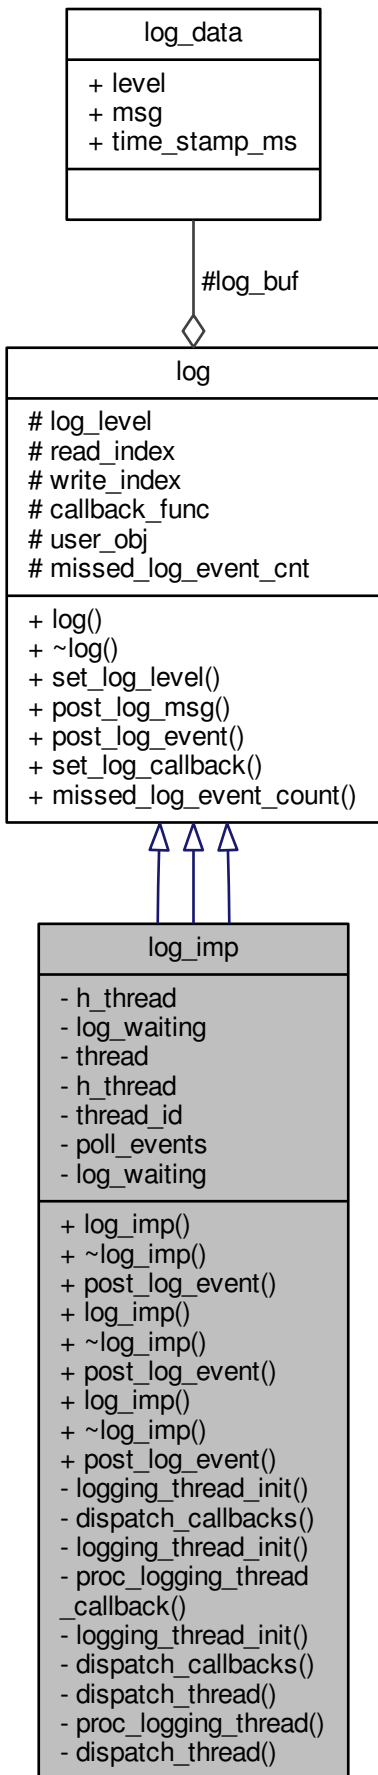 log_data
+ level
+ msg
+ time_stamp_ms
#log_buf
log
# log_level
# read_index
# write_index
# callback_func
# user_obj
# missed_log_event_cnt
+ log()
+ ~log()
+ set_log_level()
+ post_log_msg()
+ post_log_event()
+ set_log_callback()
+ missed_log_event_count()
log_imp
- h_thread
- log_waiting
- thread
- h_thread
- thread_id
- poll_events
- log_waiting
+ log_imp()
+ ~log_imp()
+ post_log_event()
+ log_imp()
+ ~log_imp()
+ post_log_event()
+ log_imp()
+ ~log_imp()
+ post_log_event()
- logging_thread_init()
- dispatch_callbacks()
- logging_thread_init()
- proc_logging_thread
_callback()
- logging_thread_init()
- dispatch_callbacks()
- dispatch_thread()
- proc_logging_thread()
- dispatch_thread()